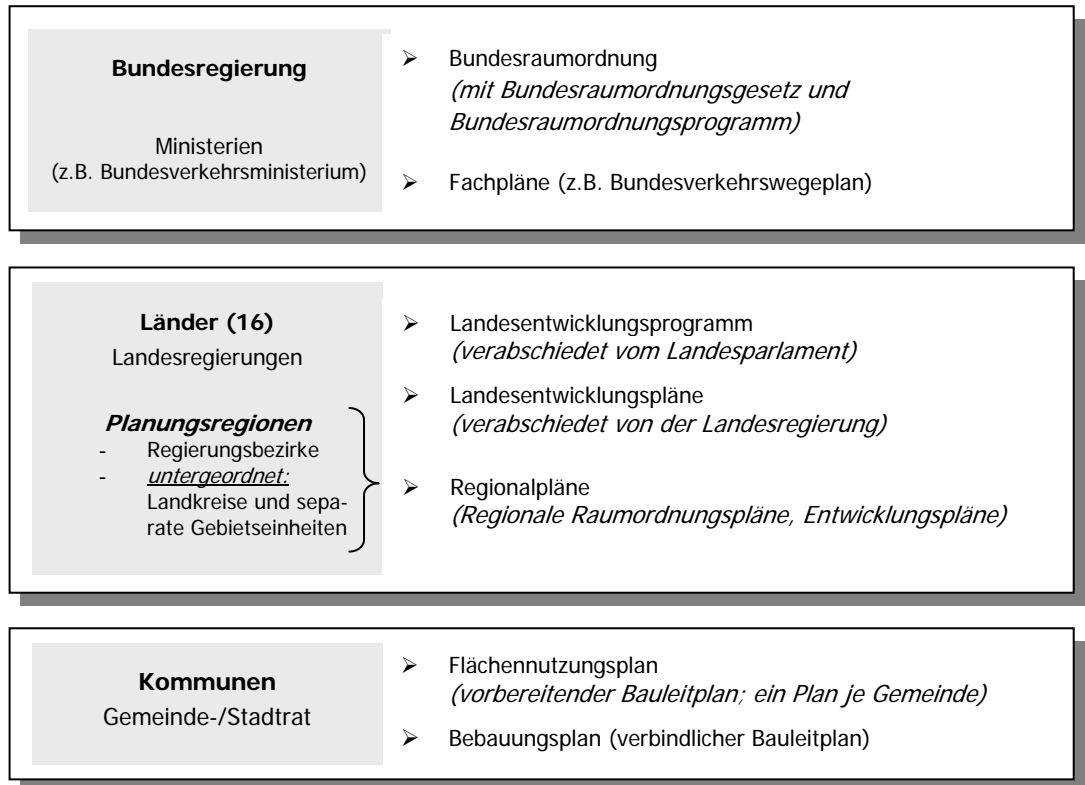 Bundesregierung
Ministerien
(z.B. Bundesverkehrsministerium)
➢ Bundesraumordnung
(mit Bundesraumordnungsgesetz und
Bundesraumordnungsprogramm)
➢ Fachpläne (z.B. Bundesverkehrswegeplan)
Länder (16)
Landesregierungen
Planungsregionen
- Regierungsbezirke
- untergeordnet:
Landkreise und sepa-
rate Gebietseinheiten
➢ Landesentwicklungsprogramm
(verabschiedet vom Landesparlament)
➢ Landesentwicklungspläne
(verabschiedet von der Landesregierung)
➢ Regionalpläne
(Regionale Raumordnungspläne, Entwicklungspläne)
Kommunen
Gemeinde-/Stadtrat
➢ Flächennutzungsplan
(vorbereitender Bauleitplan; ein Plan je Gemeinde)
➢ Bebauungsplan (verbindlicher Bauleitplan)